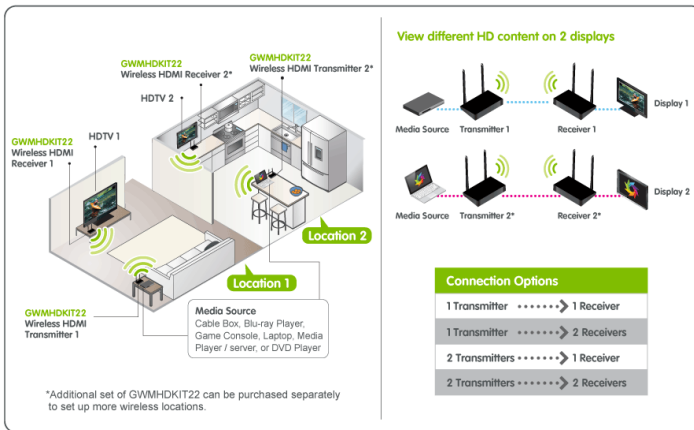 GWMHDKIT22
Wireless HDMI Receiver 2*
HDTV 2
GWMHDKIT22
Wireless HDMI Transmitter 2*
GWMHDKIT22
Wireless HDMI
Receiver 1
HDTV 1
Location 2
Location 1
GWMHDKIT22
Wireless HDMI
Transmitter 1
Media Source
Cable Box, Blu-ray Player,
Game Console, Laptop, Media
Player / server, or DVD Player
*Additional set of GWMHDKIT22 can be purchased separately
to set up more wireless locations.
View different HD content on 2 displays
Media Source Transmitter 1 Receiver 1 Display 1
Media Source Transmitter 2* Receiver 2* Display 2
Connection Options
1 Transmitter 1 Receiver
1 Transmitter 2 Receivers
2 Transmitters 1 Receiver
2 Transmitters 2 Receivers